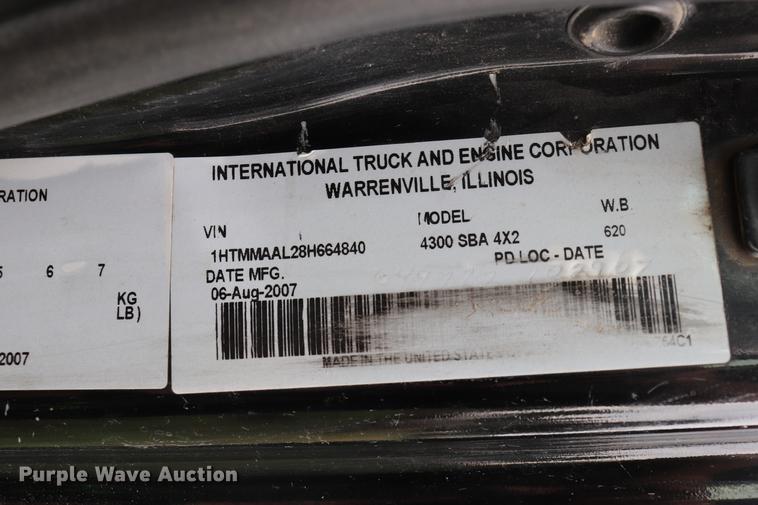 RATION
5 6 7
KG
LB)
2007
INTERNATIONAL TRUCK AND ENGINE CORPORATION
WARRENVILLE, ILLINOIS
VIN MODEL W.B.
1HTMMAAL28H664840 4300 SBA 4X2 620
DATE MFG. PD LOC - DATE
06-Aug-2007
MADE IN THE UNITED STATES
64C1
Purple Wave Auction